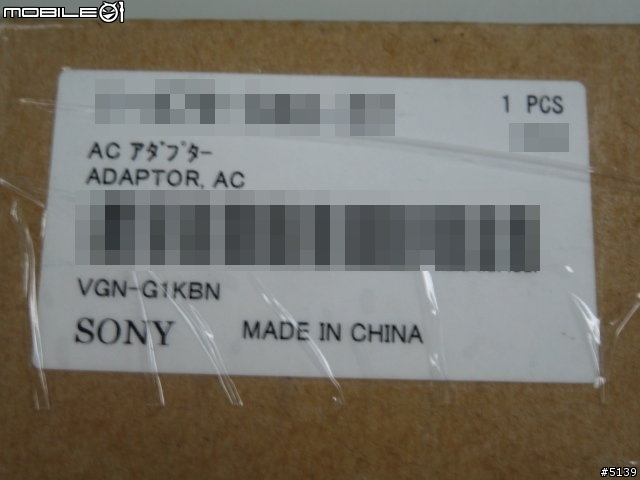 MOBILE01
1 PCS
AC アダプター
ADAPTOR, AC
VGN-G1KBN
SONY MADE IN CHINA
#5139